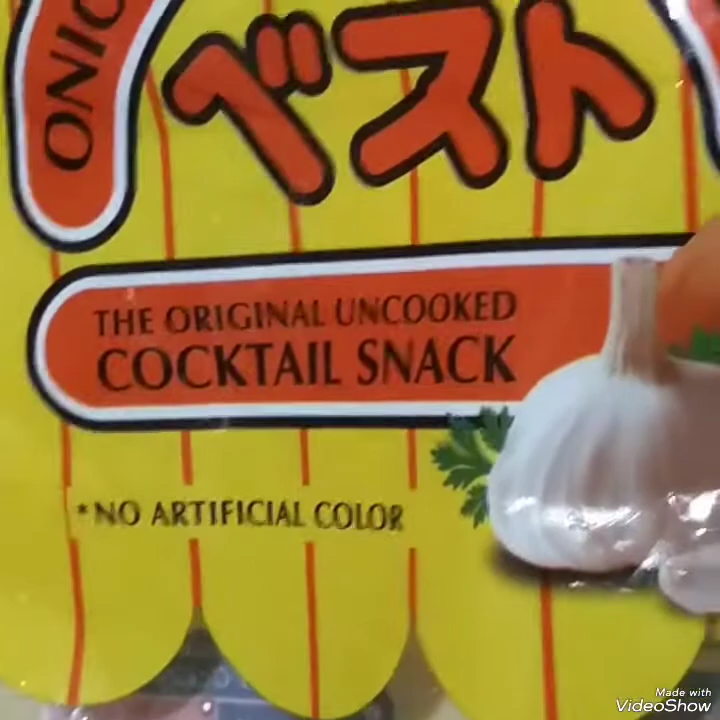 ONIO
ベスト
THE ORIGINAL UNCOOKED
COCKTAIL SNACK
*NO ARTIFICIAL COLOR
Made with
VideoShow